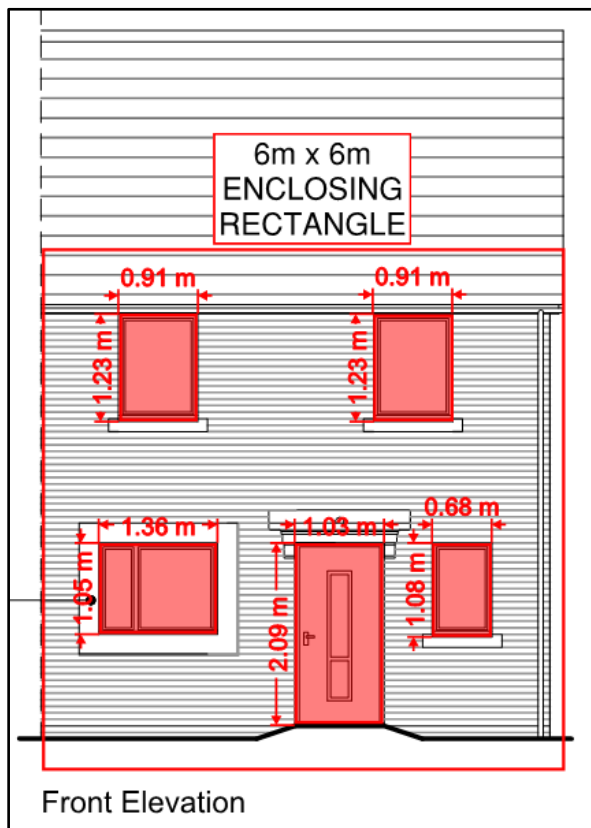 6m x 6m
ENCLOSING
RECTANGLE
0.91 m
0.91 m
1.23 m
1.23 m
1.36 m
1.03 m
0.68 m
1.05 m
2.09 m
1.08 m
Front Elevation